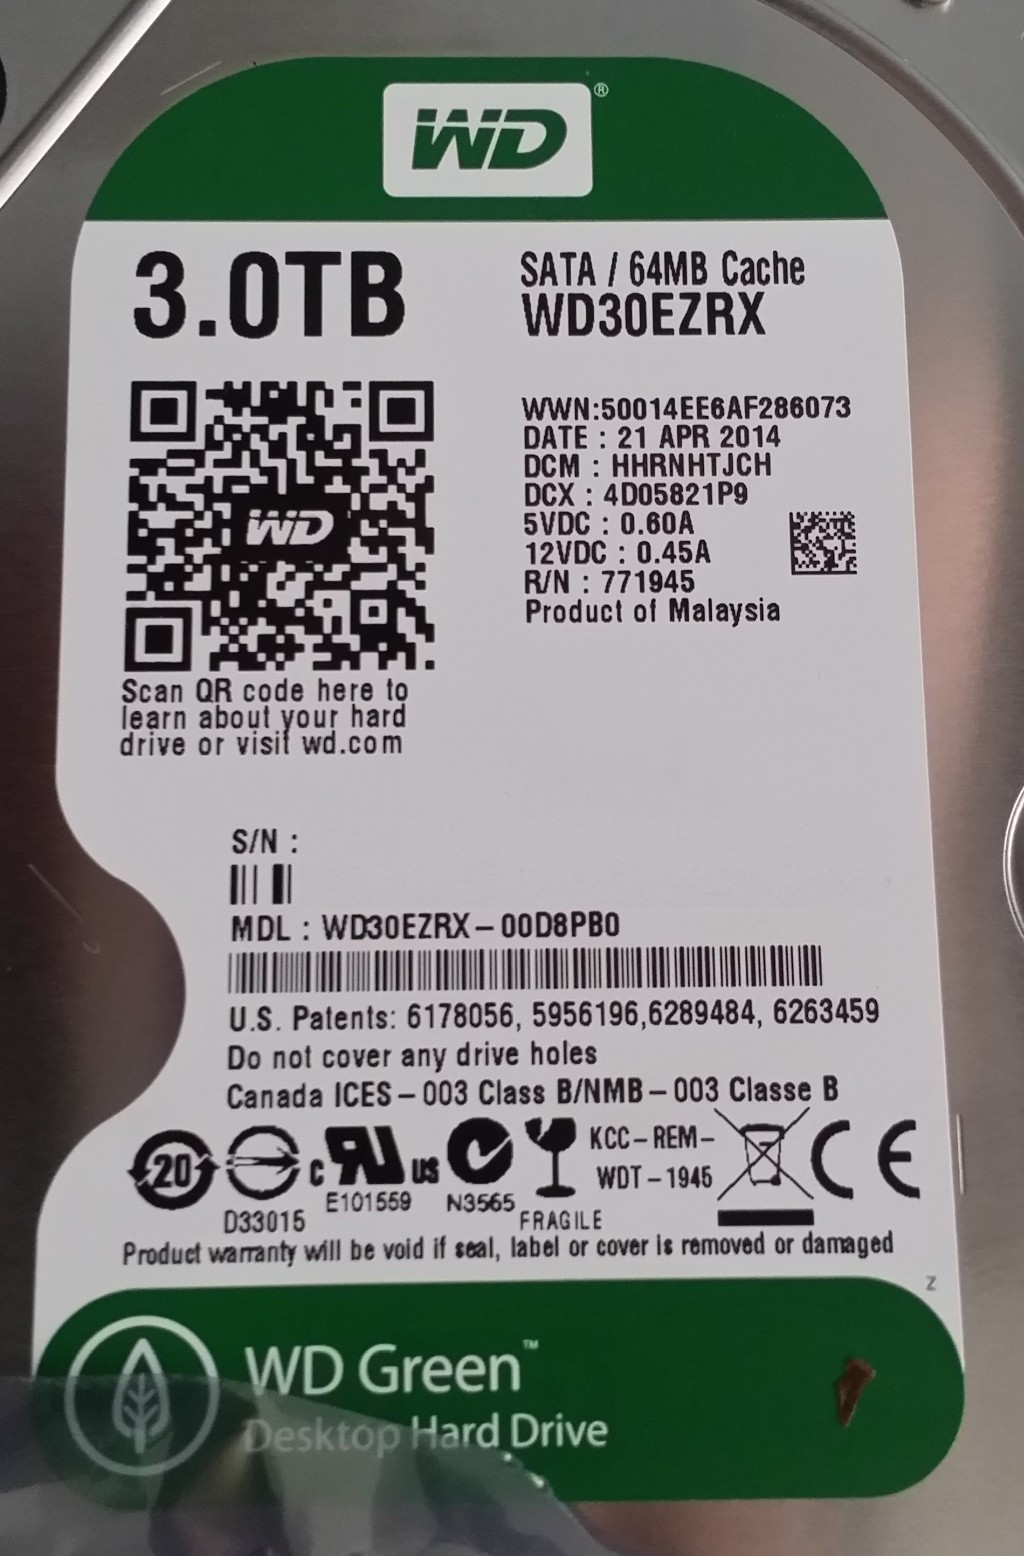 WD®
3.0TB
SATA / 64MB Cache
WD30EZRX
WWN:50014EE6AF286073
DATE : 21 APR 2014
DCM : HHRNHTJCH
DCX : 4D05821P9
5VDC : 0.60A
12VDC : 0.45A
R/N : 771945
Product of Malaysia
WD
Scan QR code here to
learn about your hard
drive or visit wd.com
S/N :
MDL : WD30EZRX-00D8PB0
U.S. Patents: 6178056, 5956196,6289484, 6263459
Do not cover any drive holes
Canada ICES-003 Class B/NMB-003 Classe B
20
D33015
c RU US
E101559
N3565
FRAGILE
KCC-REM-
WDT-1945
CE
Product warranty will be void if seal, label or cover is removed or damaged
Z
WD Green™
Desktop Hard Drive